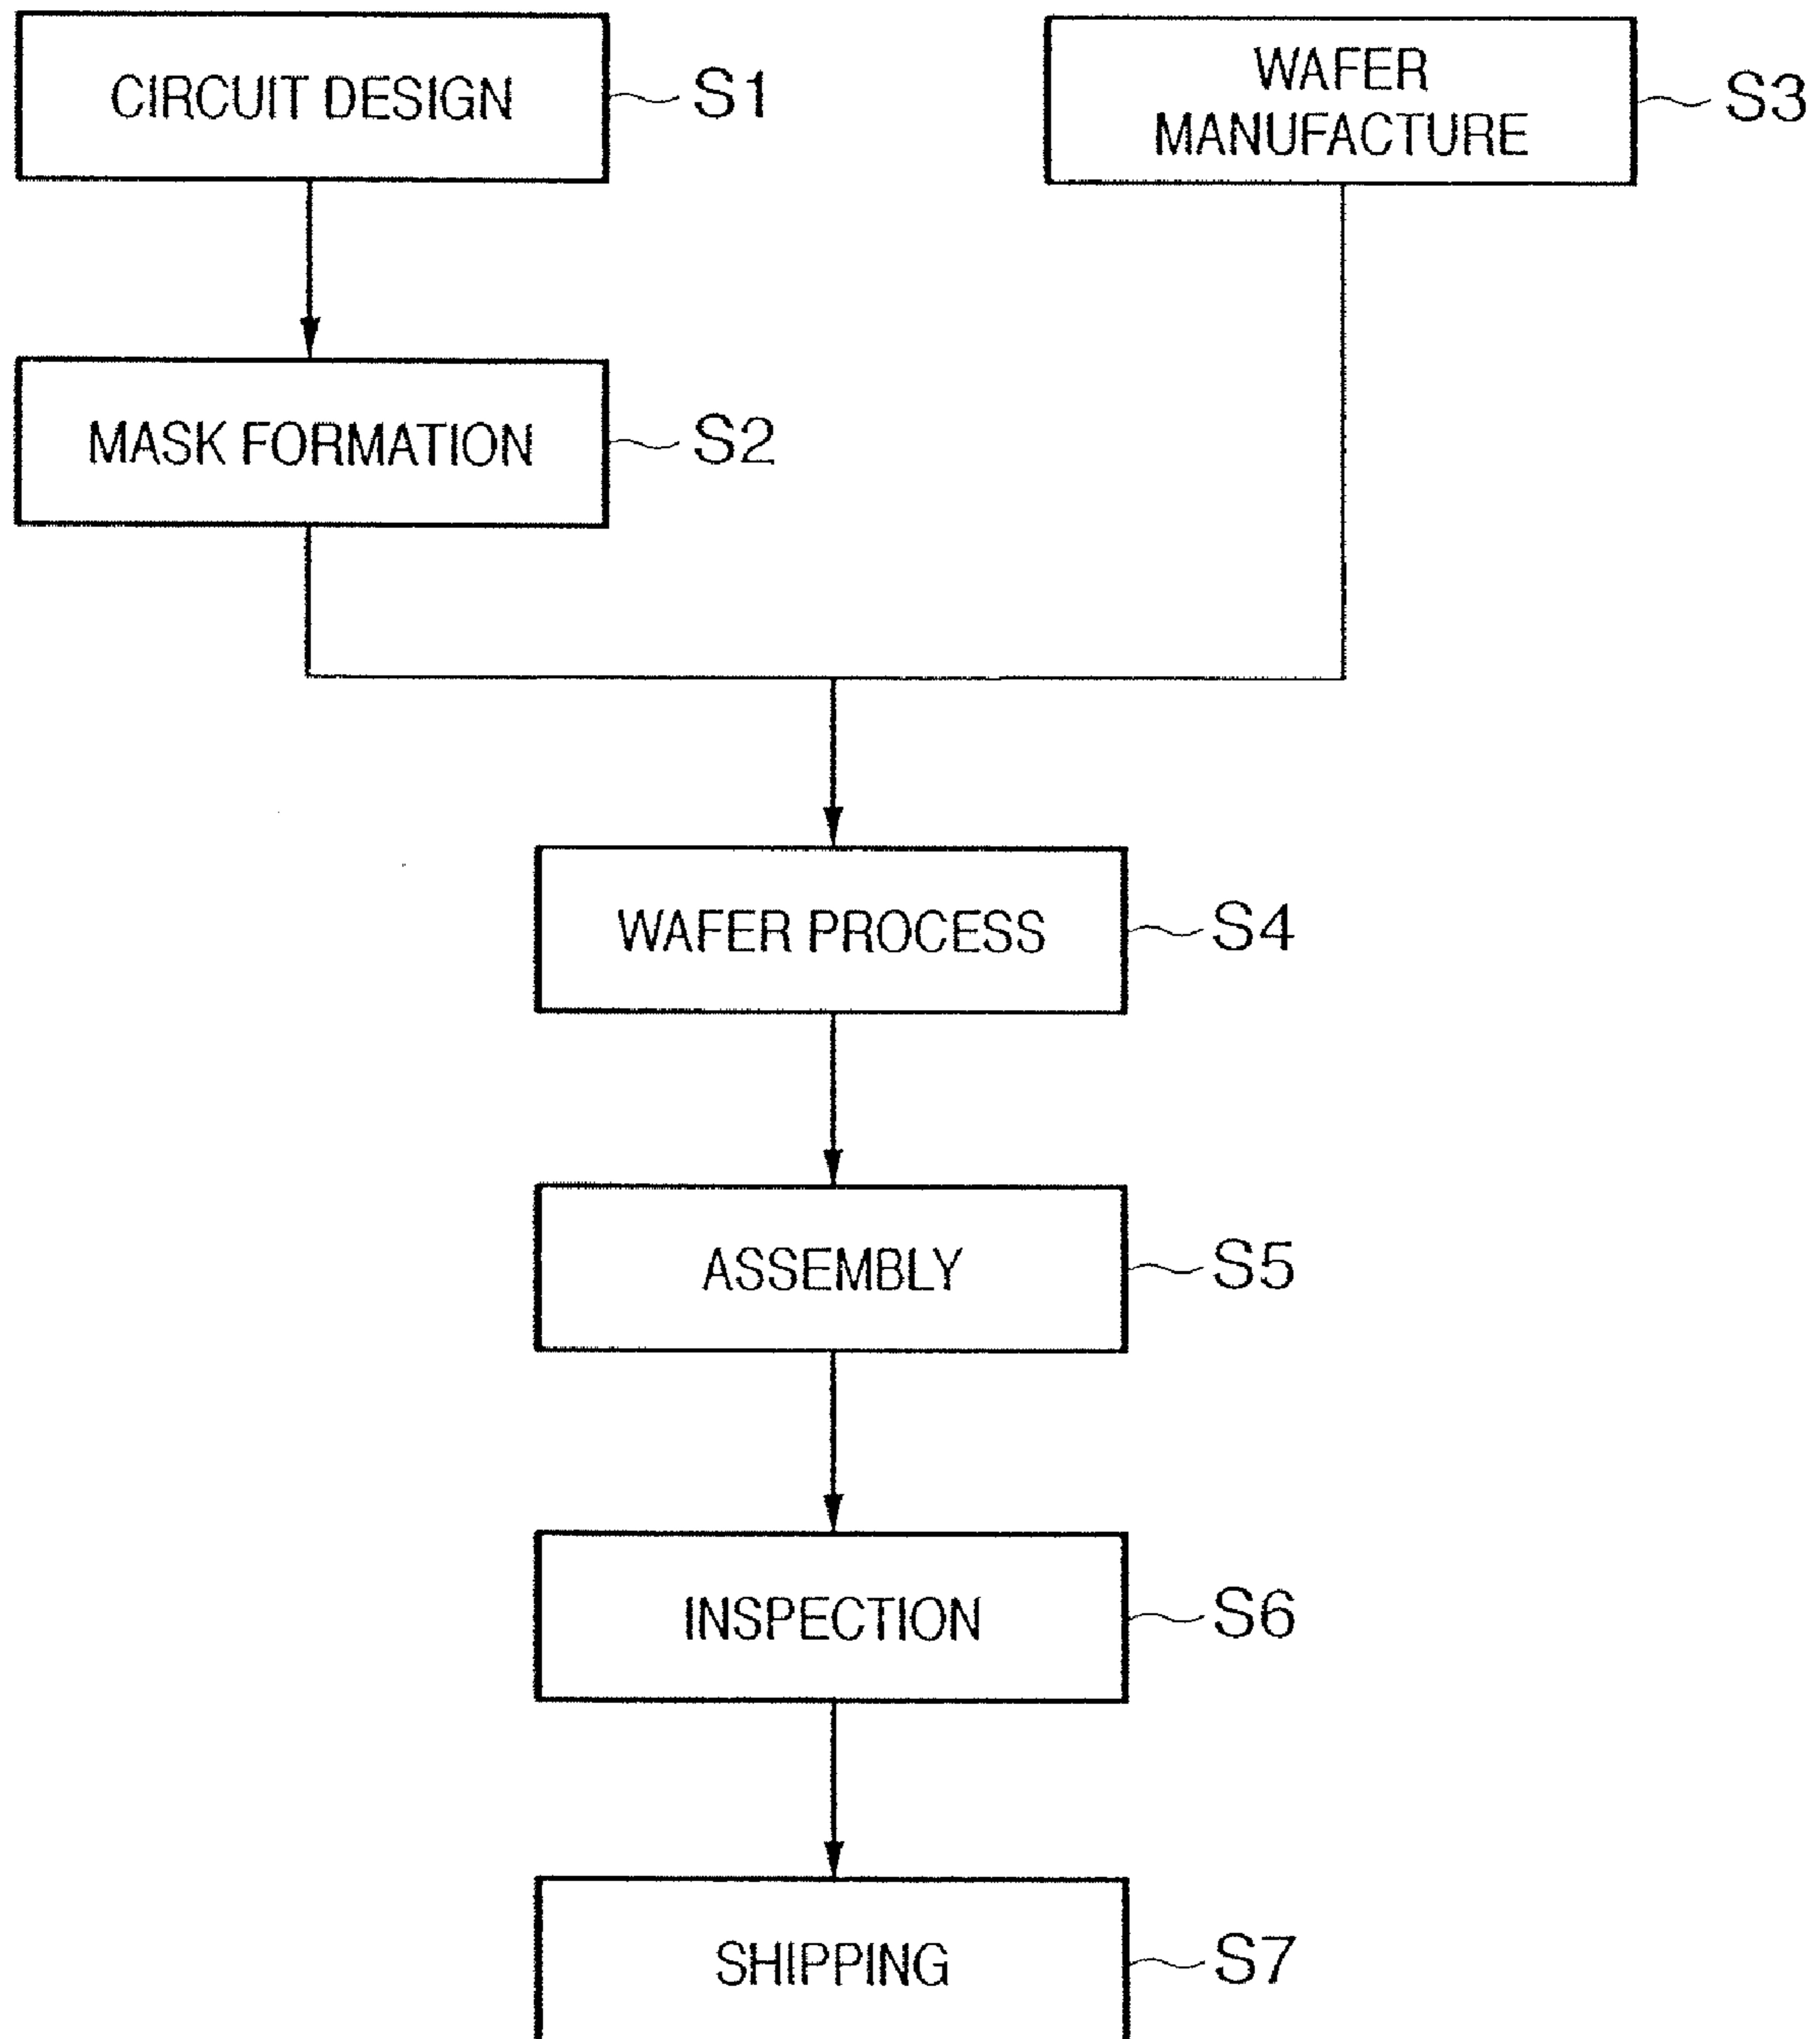 CIRCUIT DESIGN
S1
WAFER
MANUFACTURE
S3
MASK FORMATION
S2
WAFER PROCESS
S4
ASSEMBLY
S5
INSPECTION
S6
SHIPPING
S7